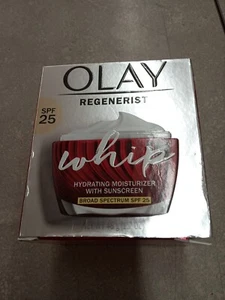 OLAY
REGENERIST
SPF
25
whip
HYDRATING MOISTURIZER
WITH SUNSCREEN
BROAD SPECTRUM SPF 25